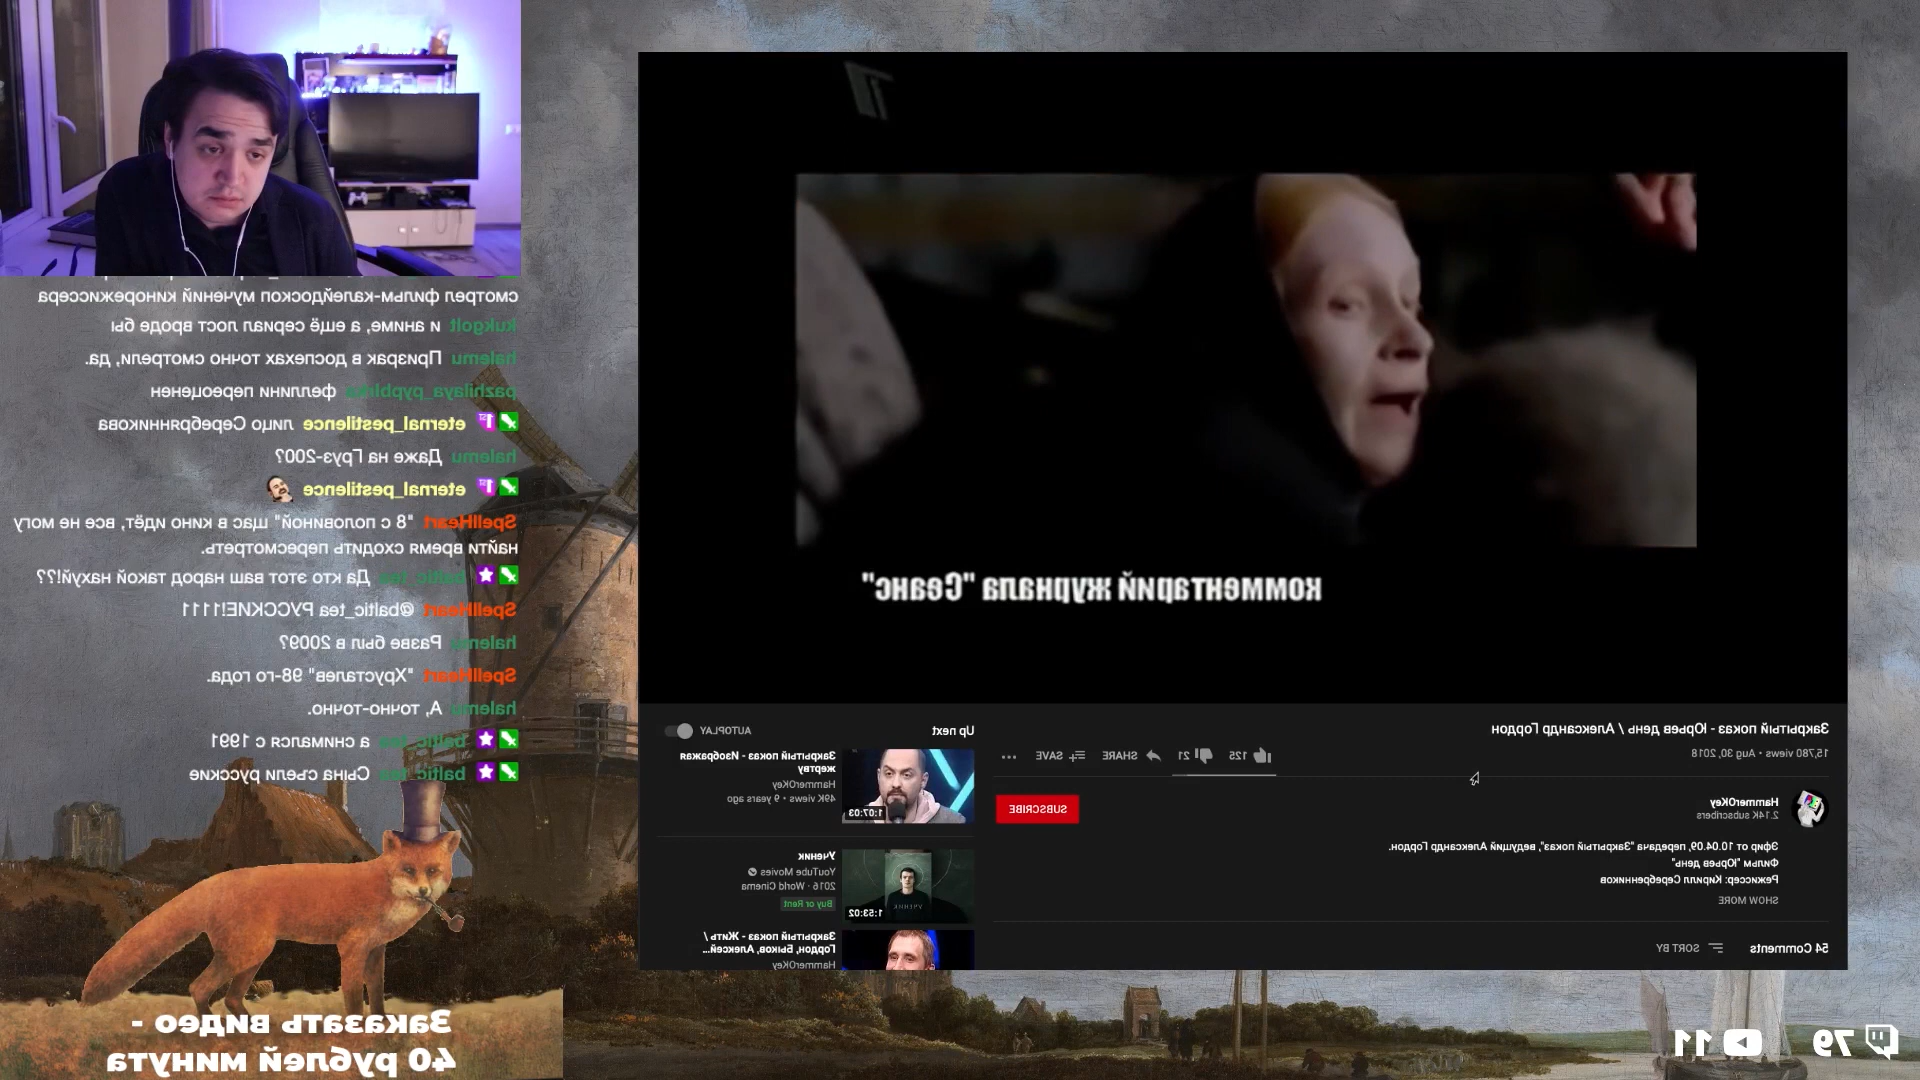 смотрел фильм-калейдоскоп мучений кинорежиссера
kukgolt и аниме, а ещё сериал лост вроде бы
halemu Призрак в доспехах точно смотрели, да.
феллини переоценен
eternal_pestilence лицо Серебрянникова
halemu Даже на Груз-200?
eternal_pestilence
SpellHeart "8 с половиной" щас в кино идёт, все не могу
найти время сходить пересмотреть.
baltic_tea Да кто этот ваш народ такой нахуй!??
SpellHeart @baltic_tea РУССКИЕ!1111
halemu Разве был в 2009?
SpellHeart "Хрусталев" 98-го года.
halemu А, точно-точно.
baltic_tea а снимался с 1991
baltic_tea Сына съели русские
Заказать видео -
40 рублей минута
комментарий журнала "Сеанс"
Закрытый показ - Юрьев день / Александр Гордон
15,780 views • Aug 30, 2018
125
21
SHARE
SAVE
HammerOKey
2.14K subscribers
SUBSCRIBE
Эфир от 10.04.09, передача "Закрытый показ", ведущий Александр Гордон.
Фильм "Юрьев день"
Режиссер: Кирилл Серебренников
SHOW MORE
54 Comments
SORT BY
Up next
AUTOPLAY
1:07:03
Закрытый показ - Изображая
жертву
HammerOKey
49K views • 9 years ago
УЧЕНИК
1:53:02
Ученик
YouTube Movies
2016 · World Cinema
Buy or Rent
Закрытый показ - Жить /
Гордон, Быков, Алексей...
HammerOKey
79
11